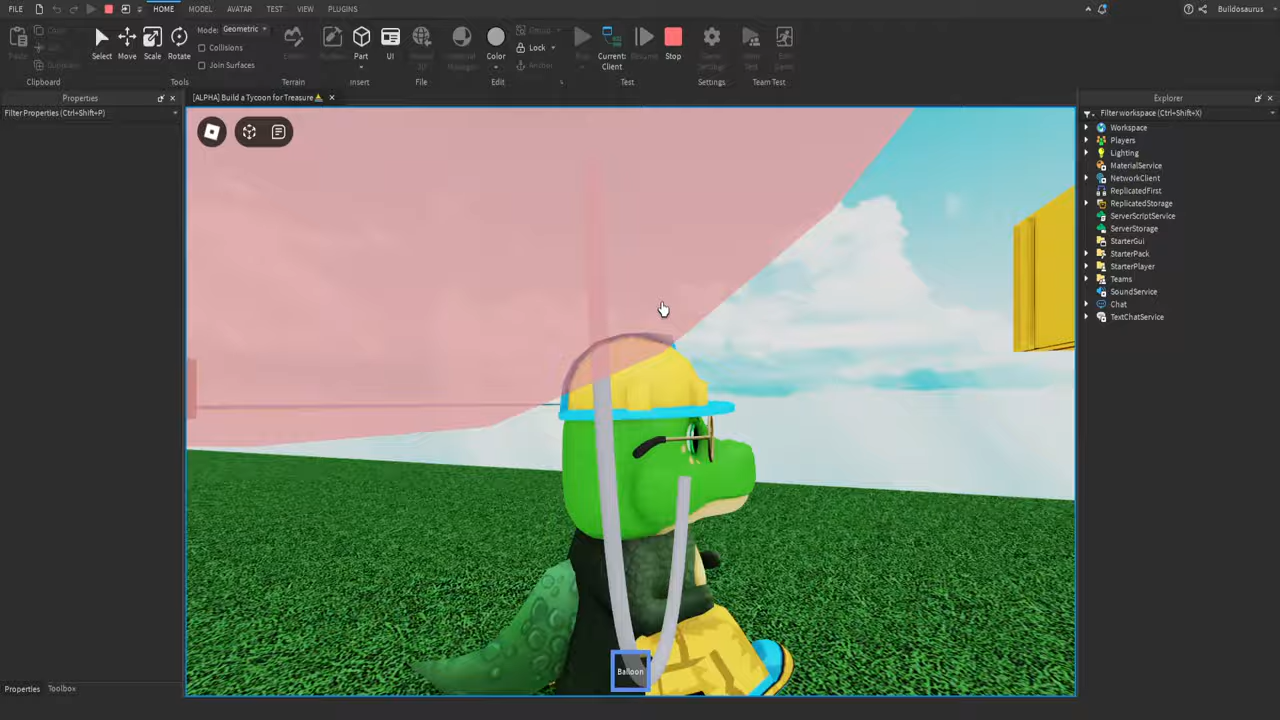 FILE HOME MODEL AVATAR TEST VIEW PLUGINS Buildosaurus
Mode: Geometric
Collisions
Join Surfaces
Select Move Scale Rotate Part UI Color Lock Current: Client Stop
Clipboard Tools Terrain Insert File Edit Test Settings Team Test
Properties
[ALPHA] Build a Tycoon for Treasure
Explorer
Filter Properties (Ctrl+Shift+P)
Filter workspace (Ctrl+Shift+X)
Workspace
Players
Lighting
MaterialService
NetworkClient
ReplicatedFirst
ReplicatedStorage
ServerScriptService
ServerStorage
StarterGui
StarterPack
StarterPlayer
Teams
SoundService
Chat
TextChatService
Balloon
Properties Toolbox